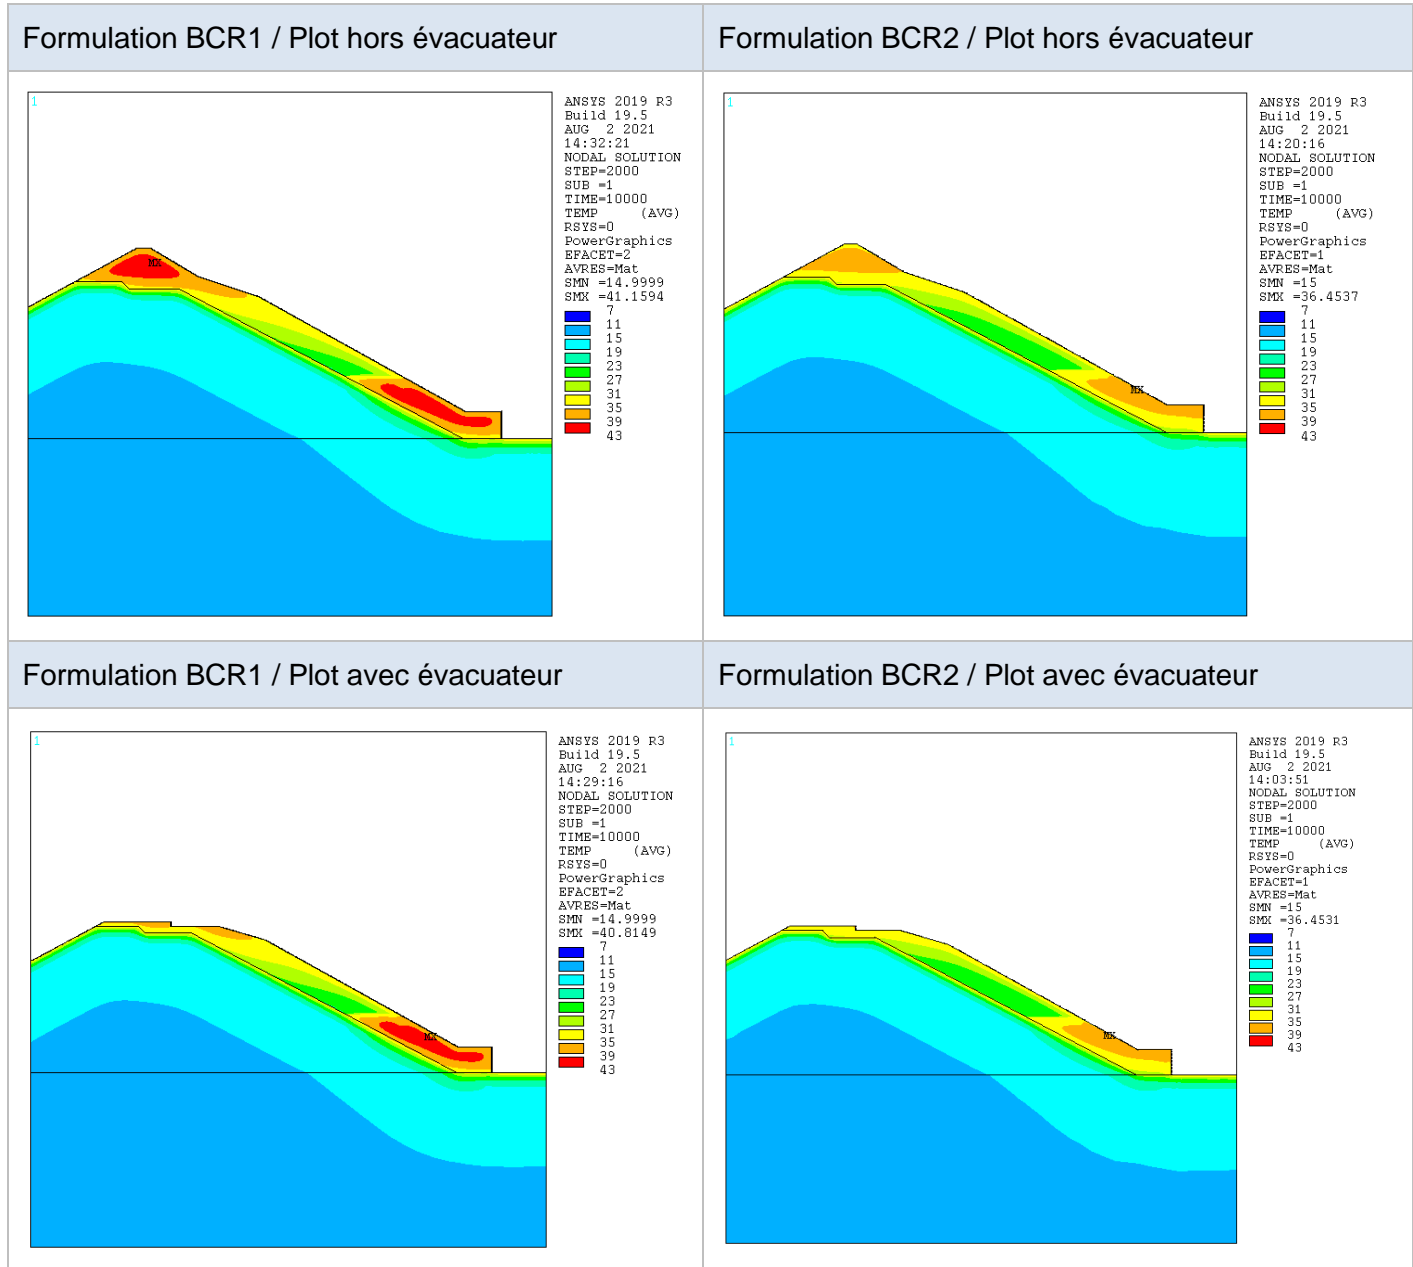 Formulation BCR1 / Plot hors évacuateur
Formulation BCR2 / Plot hors évacuateur
1
MX
ANSYS 2019 R3
Build 19.5
AUG 2 2021
14:32:21
NODAL SOLUTION
STEP=2000
SUB =1
TIME=10000
TEMP (AVG)
RSYS=0
PowerGraphics
EFACET=2
AVRES=Mat
SMN =14.9999
SMX =41.1594
7
11
15
19
23
27
31
35
39
43
1
MX
ANSYS 2019 R3
Build 19.5
AUG 2 2021
14:20:16
NODAL SOLUTION
STEP=2000
SUB =1
TIME=10000
TEMP (AVG)
RSYS=0
PowerGraphics
EFACET=1
AVRES=Mat
SMN =15
SMX =36.4537
7
11
15
19
23
27
31
35
39
43
Formulation BCR1 / Plot avec évacuateur
Formulation BCR2 / Plot avec évacuateur
1
MX
ANSYS 2019 R3
Build 19.5
AUG 2 2021
14:29:16
NODAL SOLUTION
STEP=2000
SUB =1
TIME=10000
TEMP (AVG)
RSYS=0
PowerGraphics
EFACET=2
AVRES=Mat
SMN =14.9999
SMX =40.8149
7
11
15
19
23
27
31
35
39
43
1
MX
ANSYS 2019 R3
Build 19.5
AUG 2 2021
14:03:51
NODAL SOLUTION
STEP=2000
SUB =1
TIME=10000
TEMP (AVG)
RSYS=0
PowerGraphics
EFACET=1
AVRES=Mat
SMN =15
SMX =36.4531
7
11
15
19
23
27
31
35
39
43